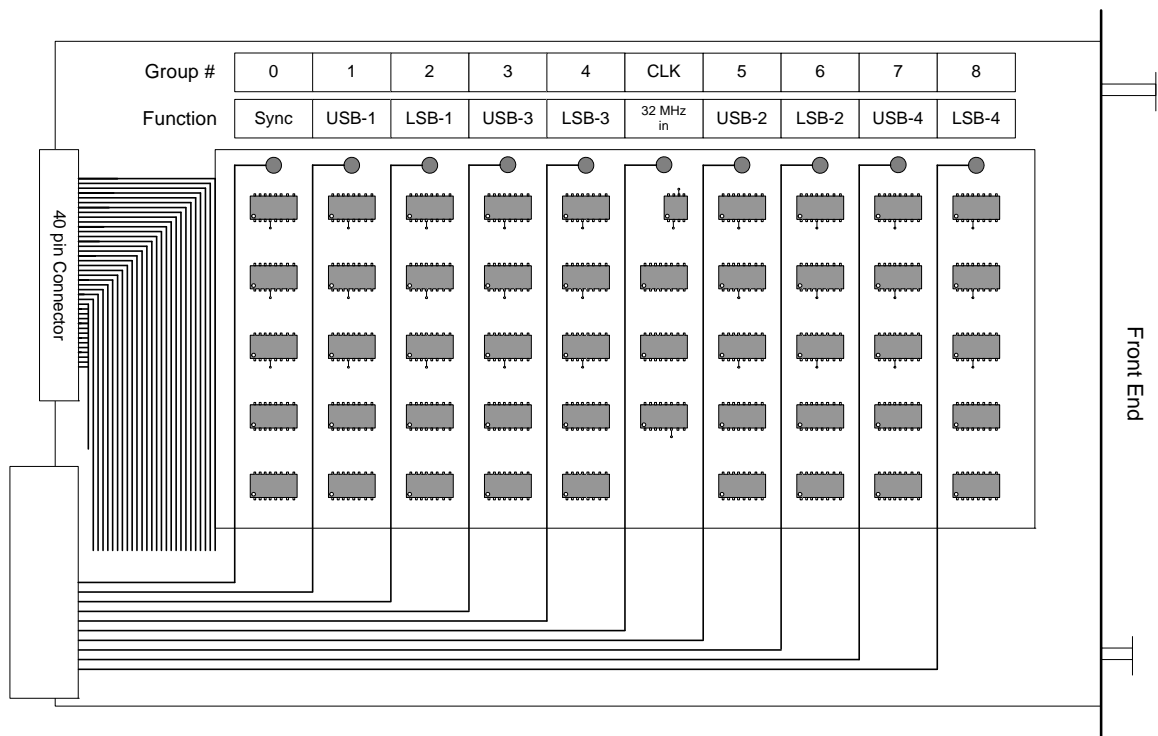 Group # 0 1 2 3 4 CLK 5 6 7 8
Function Sync USB-1 LSB-1 USB-3 LSB-3 32 MHz in USB-2 LSB-2 USB-4 LSB-4
40 pin Connector
Front End